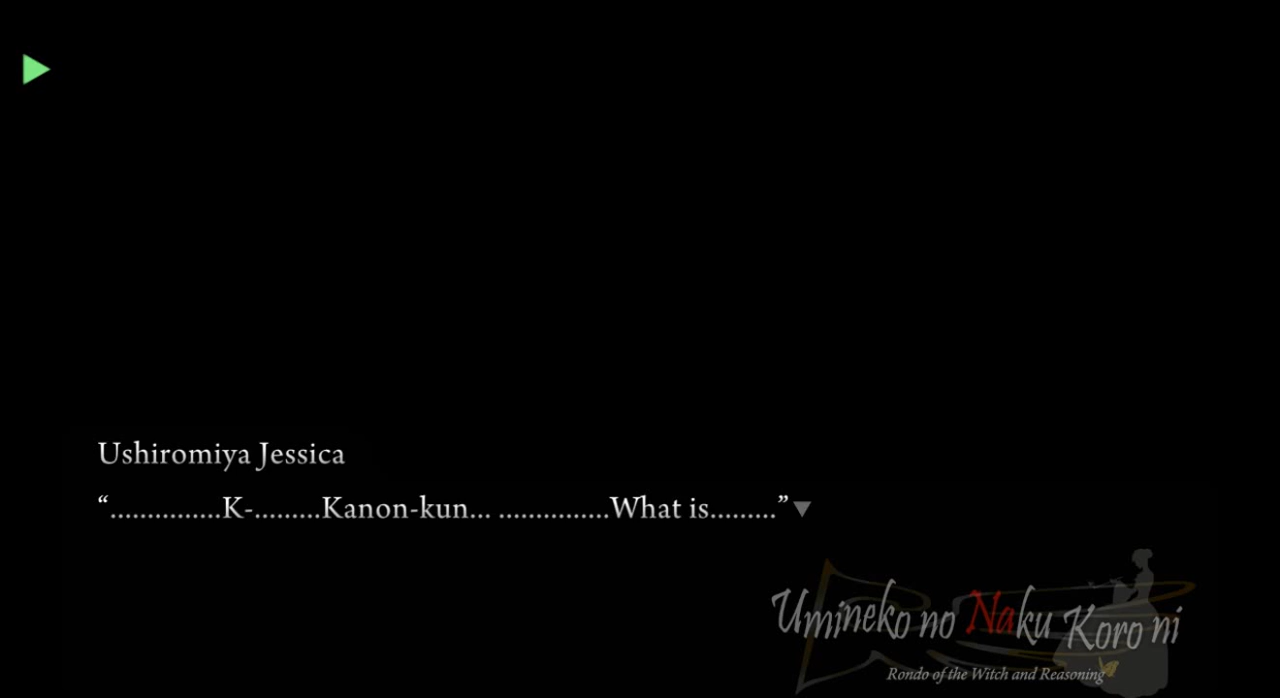 Ushiromiya Jessica
“...............K-.........Kanon-kun... ...............What is.........”
Umineko no Naku Koro ni
Rondo of the Witch and Reasoning